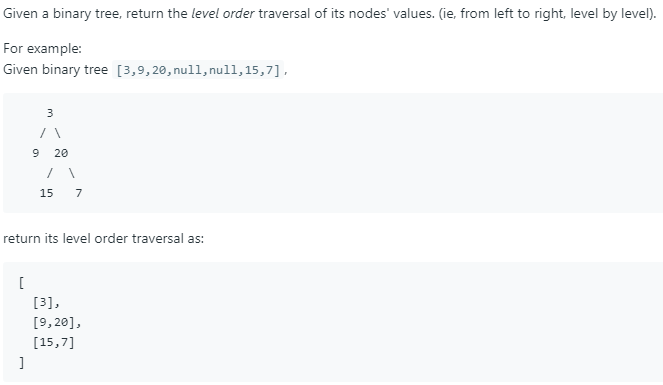 Given a binary tree, return the level order traversal of its nodes' values. (ie, from left to right, level by level).
For example:
Given binary tree [3,9,20,null,null,15,7],
    3
   / \
  9  20
    /  \
   15   7
return its level order traversal as:
[
  [3],
  [9,20],
  [15,7]
]